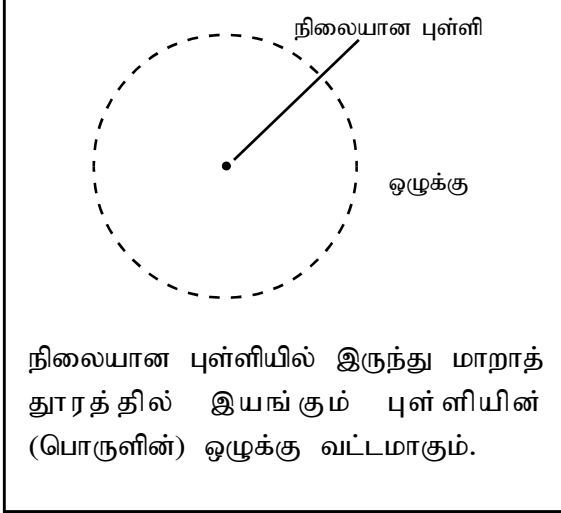 நிலையான புள்ளி
ஒழுக்கு
நிலையான புள்ளியில் இருந்து மாறாத்
தூரத்தில் இயங்கும் புள்ளியின்
(பொருளின்) ஒழுக்கு வட்டமாகும்.